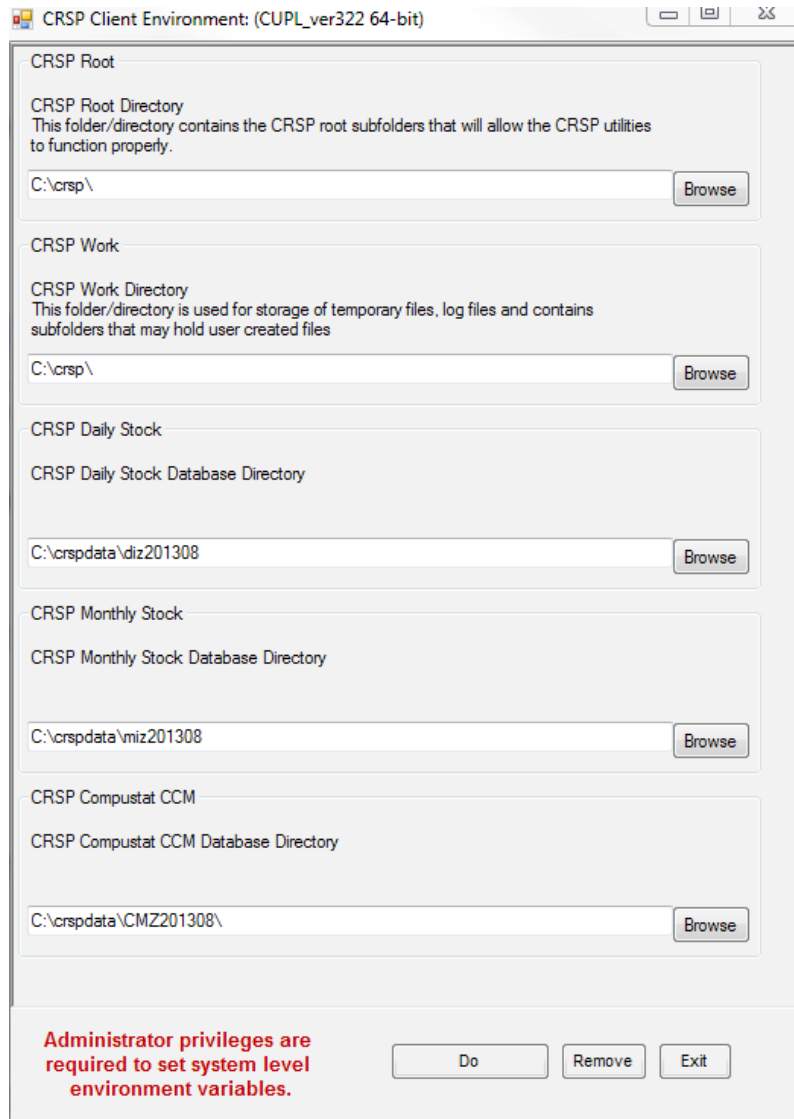 CRSP Client Environment: (CUPL_ver322 64-bit)
CRSP Root
CRSP Root Directory
This folder/directory contains the CRSP root subfolders that will allow the CRSP utilities
to function properly.
C:\crsp\
Browse
CRSP Work
CRSP Work Directory
This folder/directory is used for storage of temporary files, log files and contains
subfolders that may hold user created files
C:\crsp\
Browse
CRSP Daily Stock
CRSP Daily Stock Database Directory
C:\crspdata\diz201308
Browse
CRSP Monthly Stock
CRSP Monthly Stock Database Directory
C:\crspdata\miz201308
Browse
CRSP Compustat CCM
CRSP Compustat CCM Database Directory
C:\crspdata\CMZ201308\
Browse
Administrator privileges are
required to set system level
environment variables.
Do
Remove
Exit